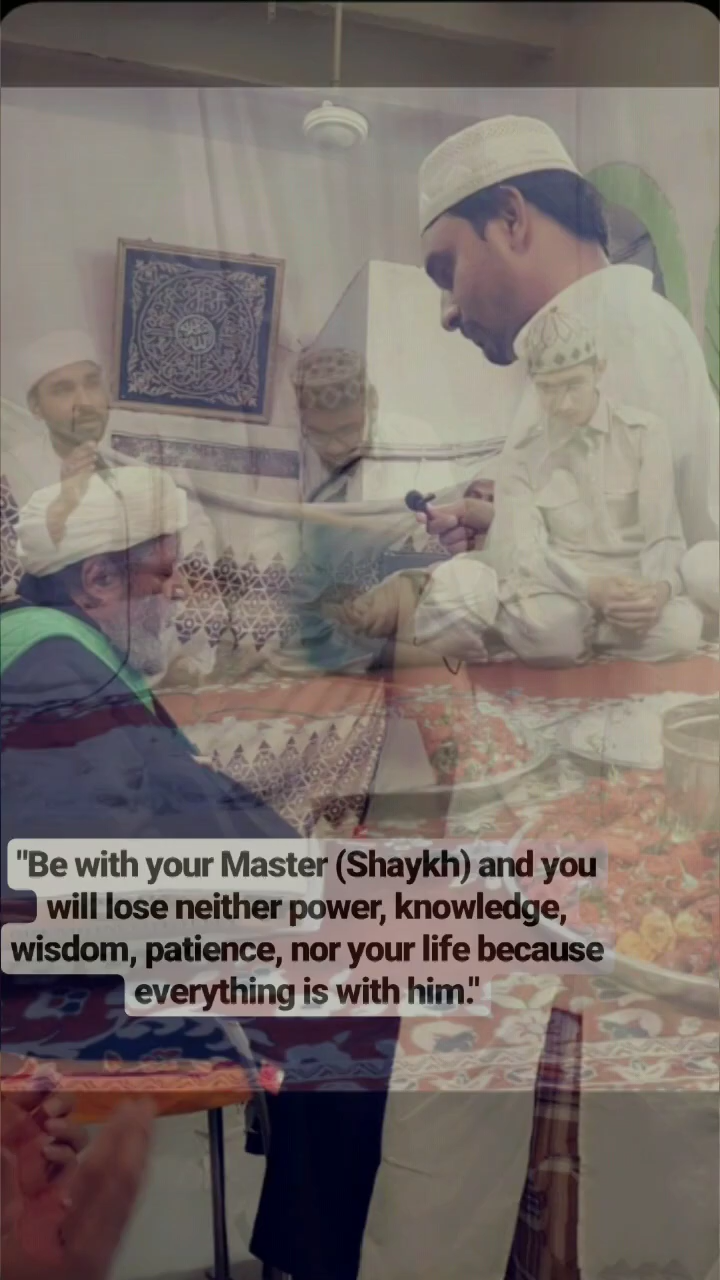 "Be with your Master (Shaykh) and you
will lose neither power, knowledge,
wisdom, patience, nor your life because
everything is with him."